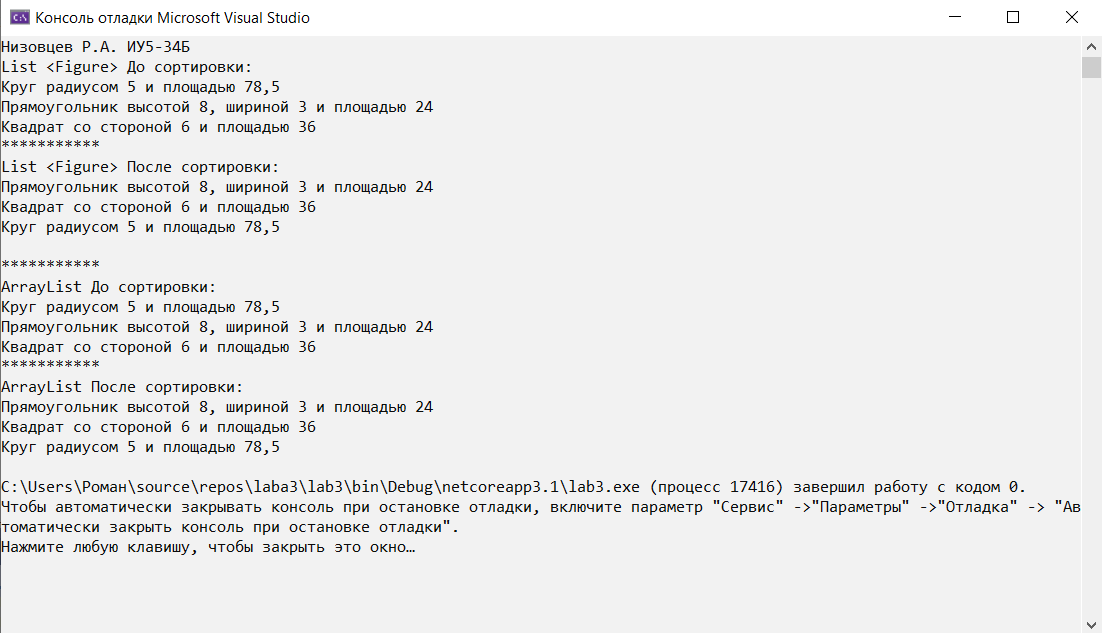 Консоль отладки Microsoft Visual Studio
Низовцев Р.А. ИУ5-34Б
List <Figure> До сортировки:
Круг радиусом 5 и площадью 78,5
Прямоугольник высотой 8, шириной 3 и площадью 24
Квадрат со стороной 6 и площадью 36
***********
List <Figure> После сортировки:
Прямоугольник высотой 8, шириной 3 и площадью 24
Квадрат со стороной 6 и площадью 36
Круг радиусом 5 и площадью 78,5
***********
ArrayList До сортировки:
Круг радиусом 5 и площадью 78,5
Прямоугольник высотой 8, шириной 3 и площадью 24
Квадрат со стороной 6 и площадью 36
***********
ArrayList После сортировки:
Прямоугольник высотой 8, шириной 3 и площадью 24
Квадрат со стороной 6 и площадью 36
Круг радиусом 5 и площадью 78,5
C:\Users\Роман\source\repos\laba3\lab3\bin\Debug\netcoreapp3.1\lab3.exe (процесс 17416) завершил работу с кодом 0.
Чтобы автоматически закрывать консоль при остановке отладки, включите параметр "Сервис" ->"Параметры" ->"Отладка" -> "Ав
томатически закрыть консоль при остановке отладки".
Нажмите любую клавишу, чтобы закрыть это окно…